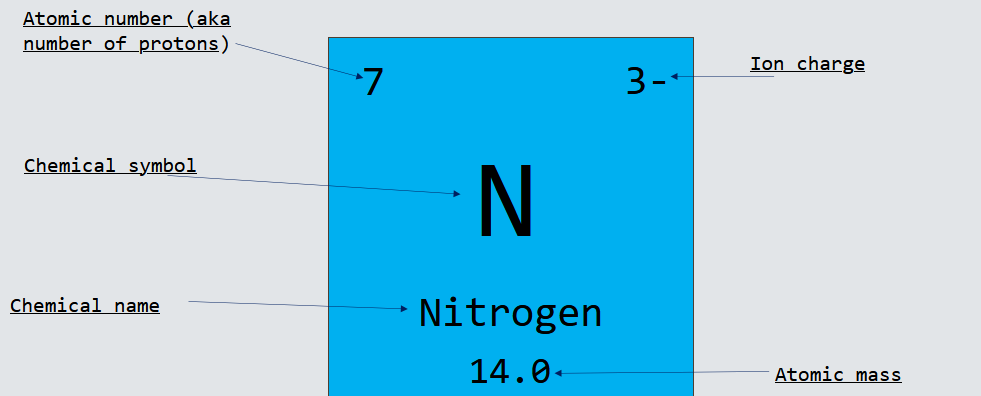 Atomic number (aka
number of protons)
7
3-
Ion charge
Chemical symbol
N
Chemical name
Nitrogen
14.0
Atomic mass